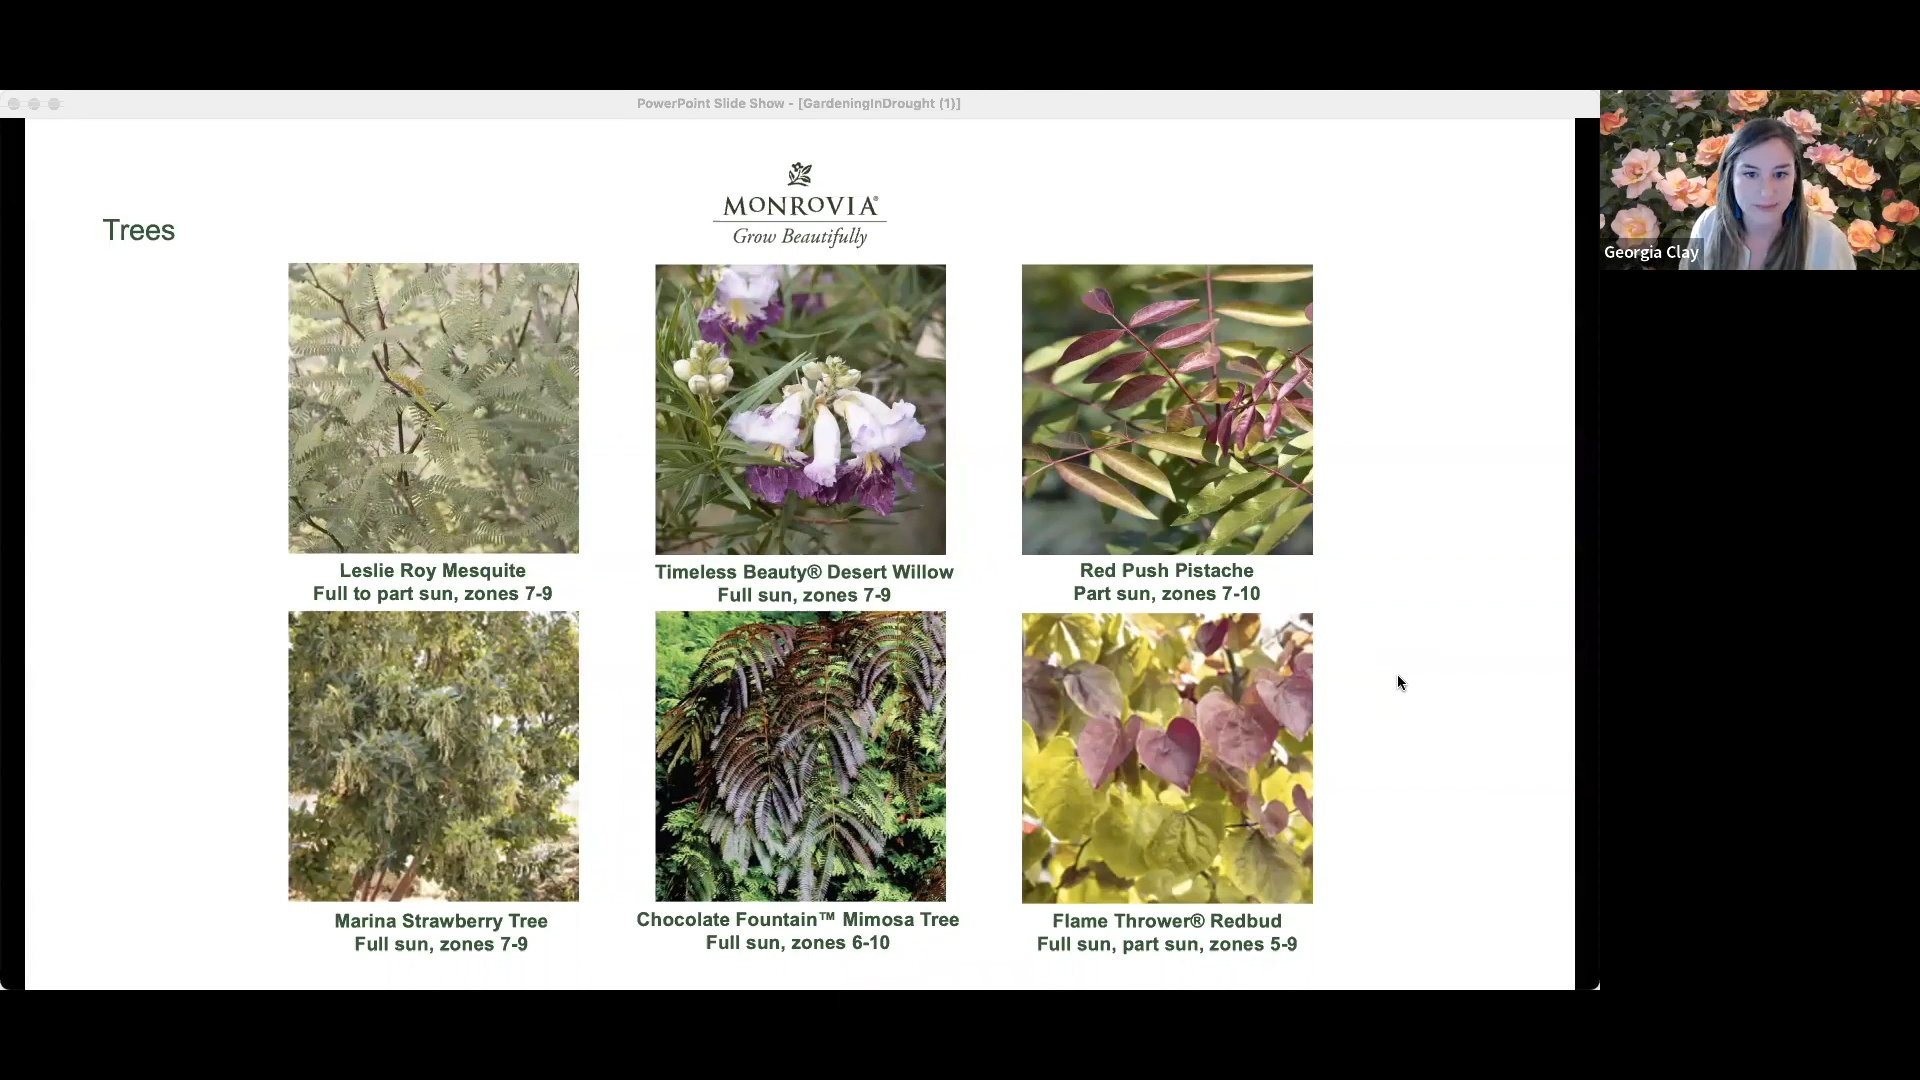 PowerPoint Slide Show - [GardeningInDrought (1)]
Trees
MONROVIA®
Grow Beautifully
Georgia Clay
Leslie Roy Mesquite
Full to part sun, zones 7-9
Timeless Beauty® Desert Willow
Full sun, zones 7-9
Red Push Pistache
Part sun, zones 7-10
Marina Strawberry Tree
Full sun, zones 7-9
Chocolate Fountain™ Mimosa Tree
Full sun, zones 6-10
Flame Thrower® Redbud
Full sun, part sun, zones 5-9